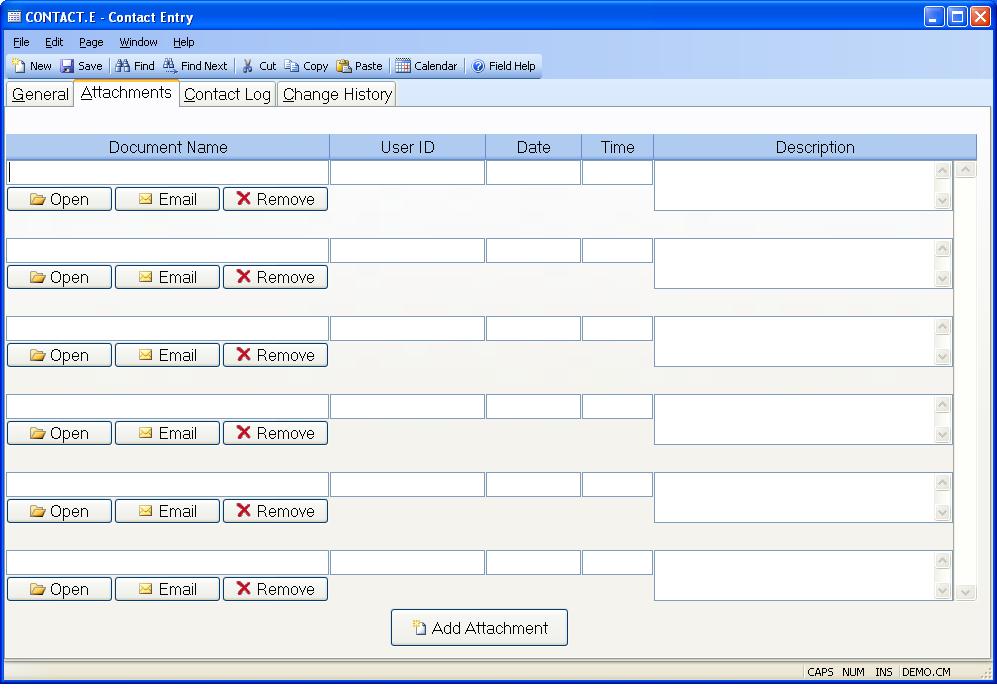 CONTACT.E - Contact Entry
File Edit Page Window Help
New Save Find Find Next Cut Copy Paste Calendar Field Help
General Attachments Contact Log Change History
Document Name User ID Date Time Description
Open Email Remove
Open Email Remove
Open Email Remove
Open Email Remove
Open Email Remove
Open Email Remove
Add Attachment
CAPS NUM INS DEMO.CM